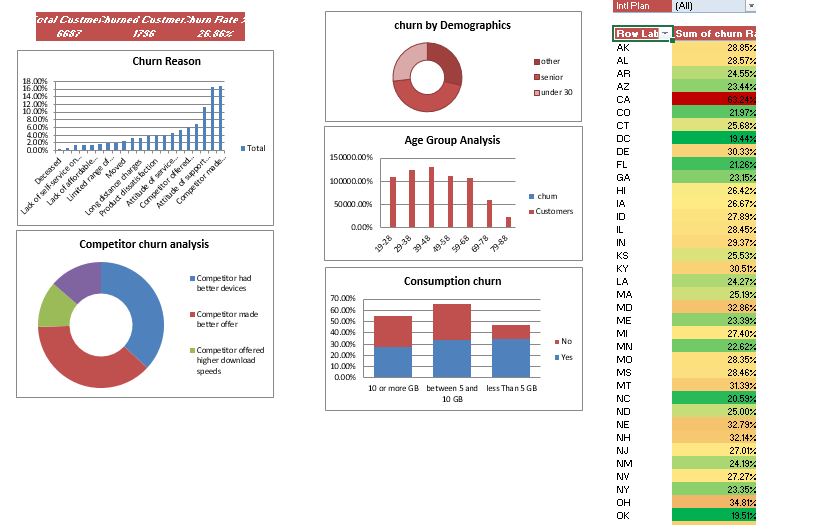 Total Custmer Churned Custmer Churn Rate %
6687 1796 26.86%
Churn Reason
18.00%
16.00%
14.00%
12.00%
10.00%
8.00%
6.00%
4.00%
2.00%
0.00%
Deceased
Lack of self-service on...
Lack of affordable...
Limited range of...
Moved
Long distance charges
Product dissatisfaction
Attitude of service...
Competitor offered...
Attitude of support...
Competitor made...
Total
Competitor churn analysis
Competitor had
better devices
Competitor made
better offer
Competitor offered
higher download
speeds
churn by Demographics
other
senior
under 30
Age Group Analysis
150000.00%
50000.00%
0.00%
19-28
29-38
39-48
49-58
59-68
69-78
79-88
churn
Customers
Consumption churn
70.00%
60.00%
50.00%
40.00%
30.00%
20.00%
10.00%
0.00%
10 or more GB
between 5 and
10 GB
less Than 5 GB
No
Yes
Intl Plan (All)
Row Lab Sum of churn Ra
AK 28.85%
AL 28.57%
AR 24.55%
AZ 23.44%
CA 63.24%
CO 21.97%
CT 25.68%
DC 19.44%
DE 30.33%
FL 21.26%
GA 23.15%
HI 26.42%
IA 26.67%
ID 27.89%
IL 28.45%
IN 29.37%
KS 25.53%
KY 30.51%
LA 24.27%
MA 25.19%
MD 32.86%
ME 23.39%
MI 27.40%
MN 22.62%
MO 28.35%
MS 28.46%
MT 31.39%
NC 20.59%
ND 25.00%
NE 32.79%
NH 32.14%
NJ 27.01%
NM 24.19%
NV 27.27%
NY 23.35%
OH 34.81%
OK 19.51%